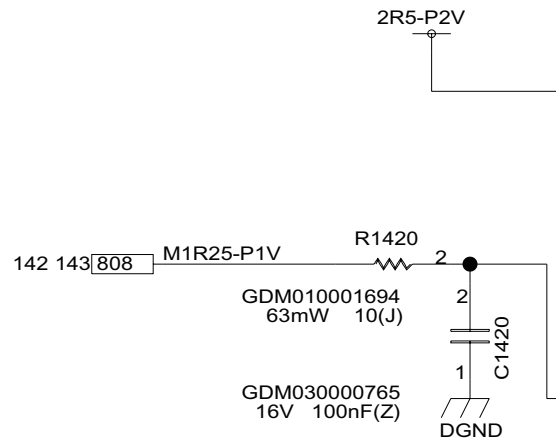 2R5-P2V
142 143 808 M1R25-P1V
R1420
2
GDM010001694
63mW 10(J)
2
1
C1420
GDM030000765
16V 100nF(Z)
DGND